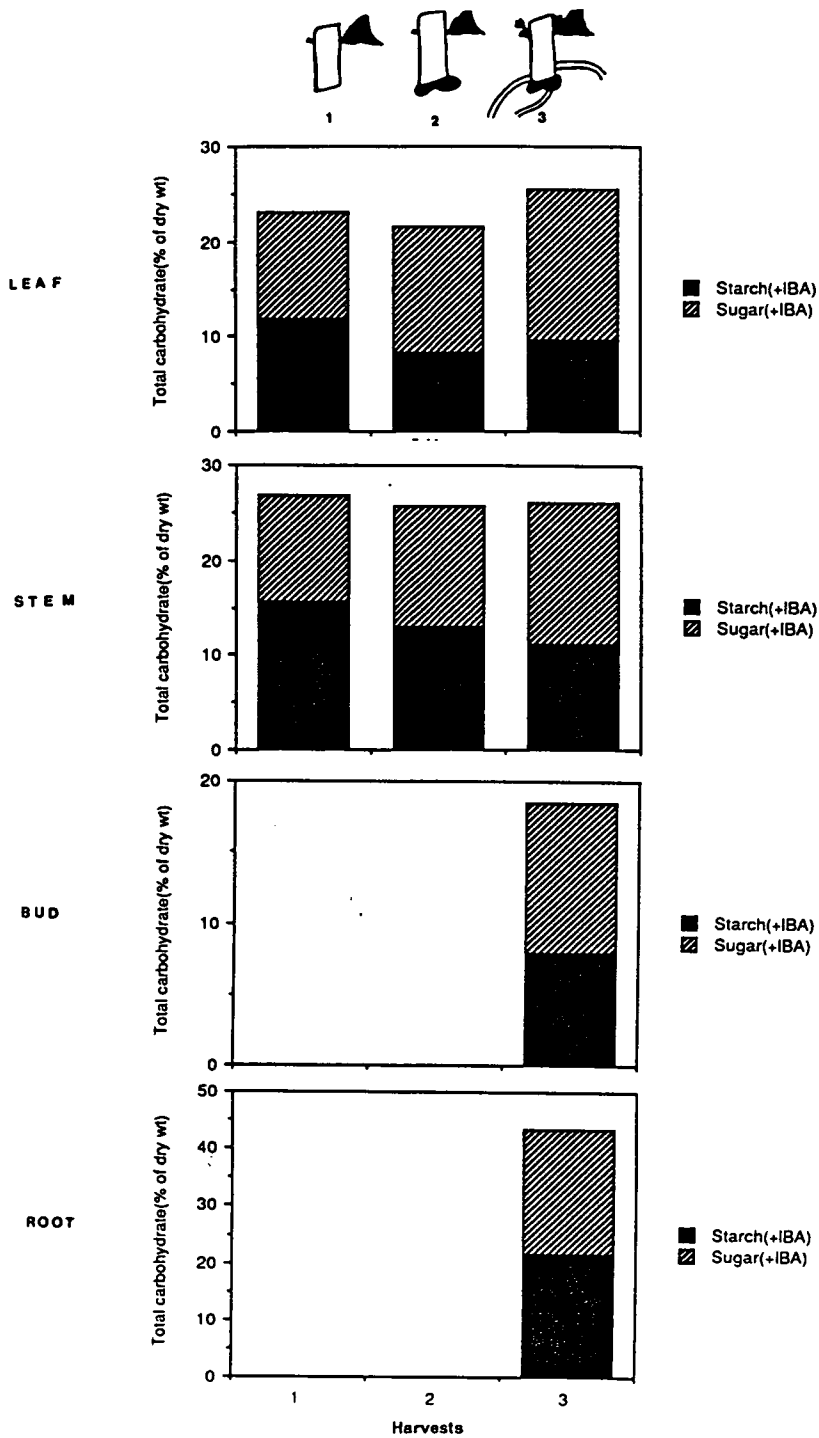 1 2 3
30
20
10
0
Total carbohydrate(% of dry wt)
LEAF
Starch(+IBA)
Sugar(+IBA)
30
20
10
0
Total carbohydrate(% of dry wt)
STEM
Starch(+IBA)
Sugar(+IBA)
20
10
0
Total carbohydrate(% of dry wt)
BUD
Starch(+IBA)
Sugar(+IBA)
50
40
30
20
10
0
Total carbohydrate(% of dry wt)
ROOT
Starch(+IBA)
Sugar(+IBA)
1 2 3
Harvests